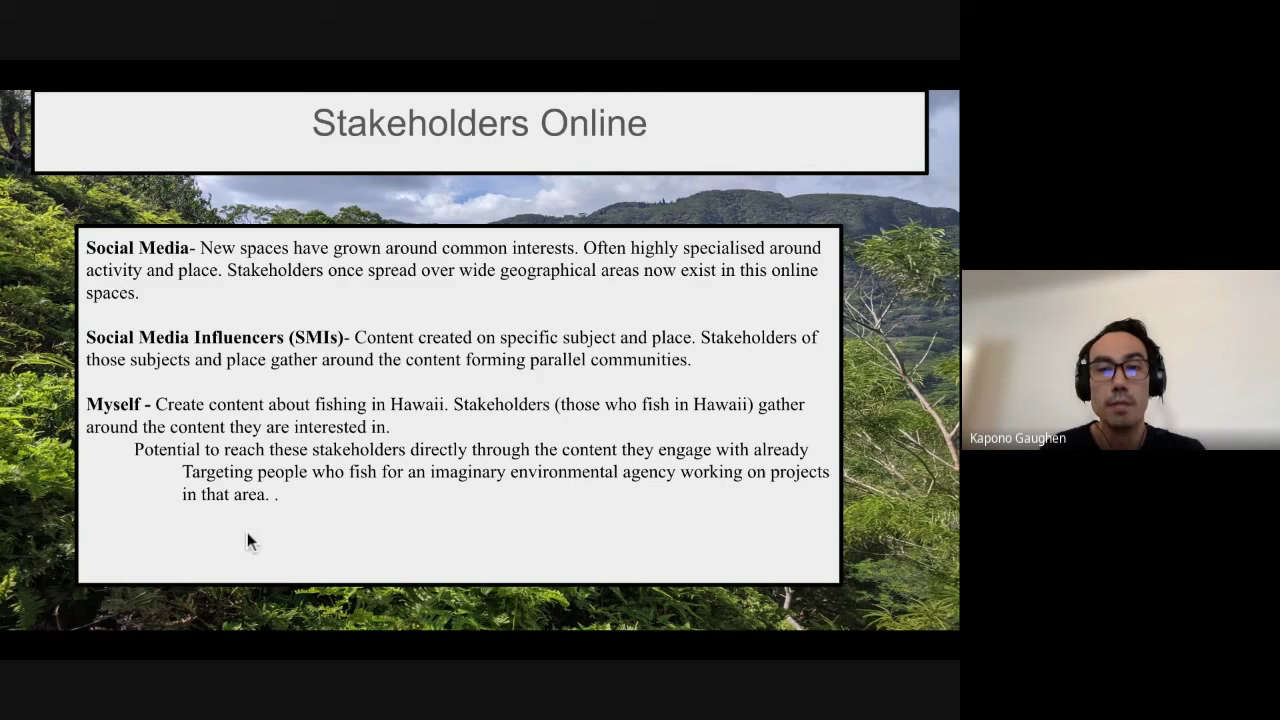 Stakeholders Online
Social Media- New spaces have grown around common interests. Often highly specialised around
activity and place. Stakeholders once spread over wide geographical areas now exist in this online
spaces.
Social Media Influencers (SMIs)- Content created on specific subject and place. Stakeholders of
those subjects and place gather around the content forming parallel communities.
Myself - Create content about fishing in Hawaii. Stakeholders (those who fish in Hawaii) gather
around the content they are interested in.
Potential to reach these stakeholders directly through the content they engage with already
Targeting people who fish for an imaginary environmental agency working on projects
in that area. .
Kapono Gaughen